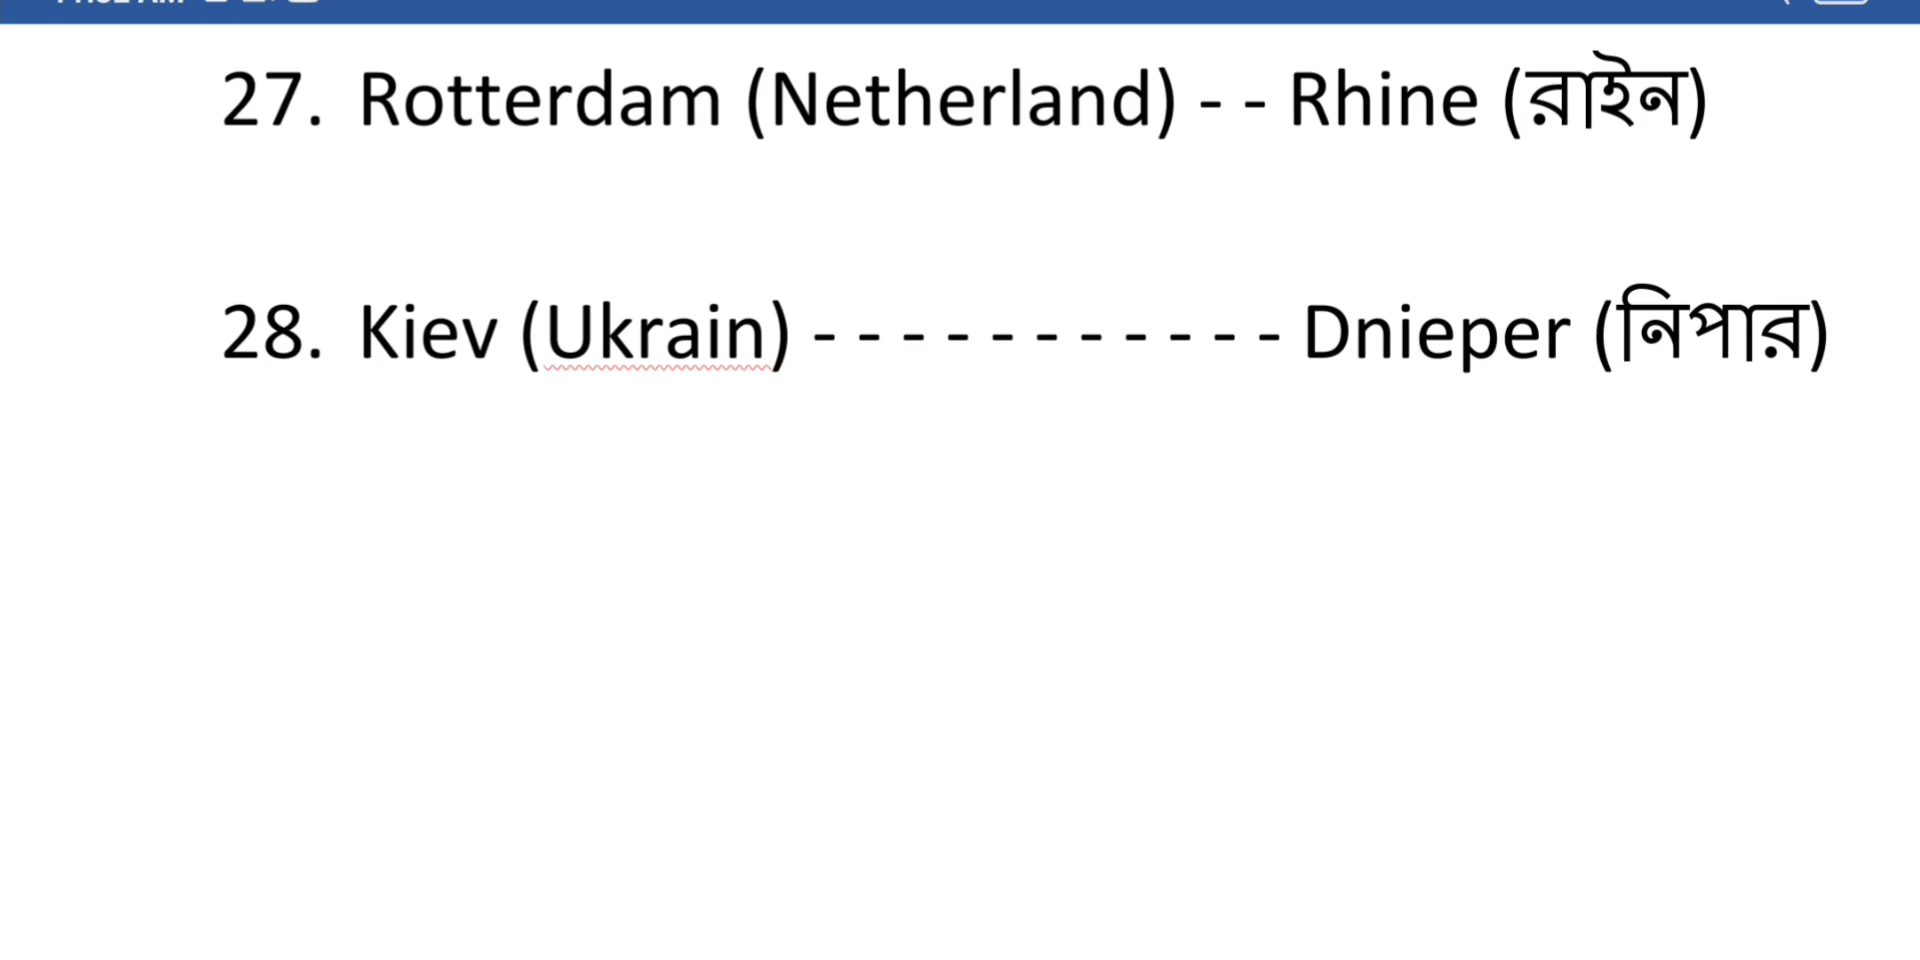 27. Rotterdam (Netherland) - - Rhine (রাইন)
28. Kiev (Ukrain) - - - - - - - - - - - Dnieper (নিপার)